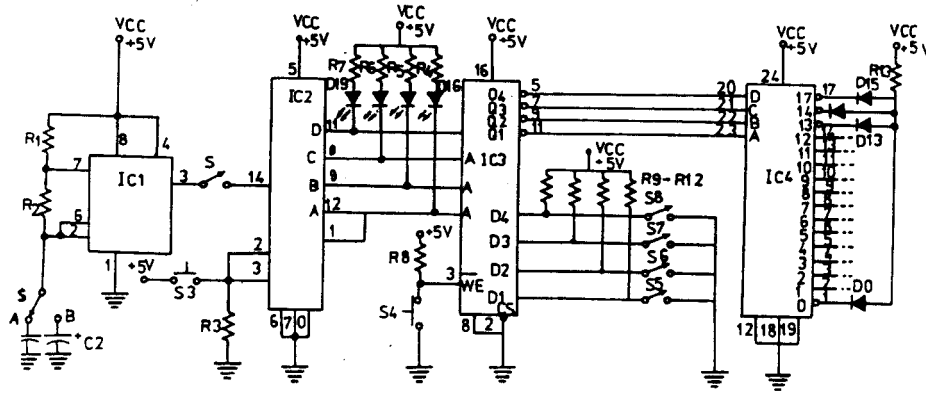 VCC
+5V
R1
7
8
4
IC1
3
S
14
6
2
1
S
A
B
+C2
+5V
S3
R3
2
3
VCC
+5V
5
IC2
D 11
C 8
B 9
A 12
1
6 7 0
VCC
+5V
R7 R6 R5 R4
D19
D16
VCC
+5V
16
Q4 5
Q3 7
Q2 9
Q1 11
IC3
A
A
A
D4
D3
D2
D1
+5V
R8
3
WE
S4
8
2
CS
VCC
+5V
R9-R12
S8
S7
S6
S5
VCC
+5V
24
20 D
21 C
22 B
23 A
IC4
17
14
13
12
11
10
9
8
7
6
5
4
3
2
1
0
17
12 18 19
VCC
+5V
R13
D15
D13
D0